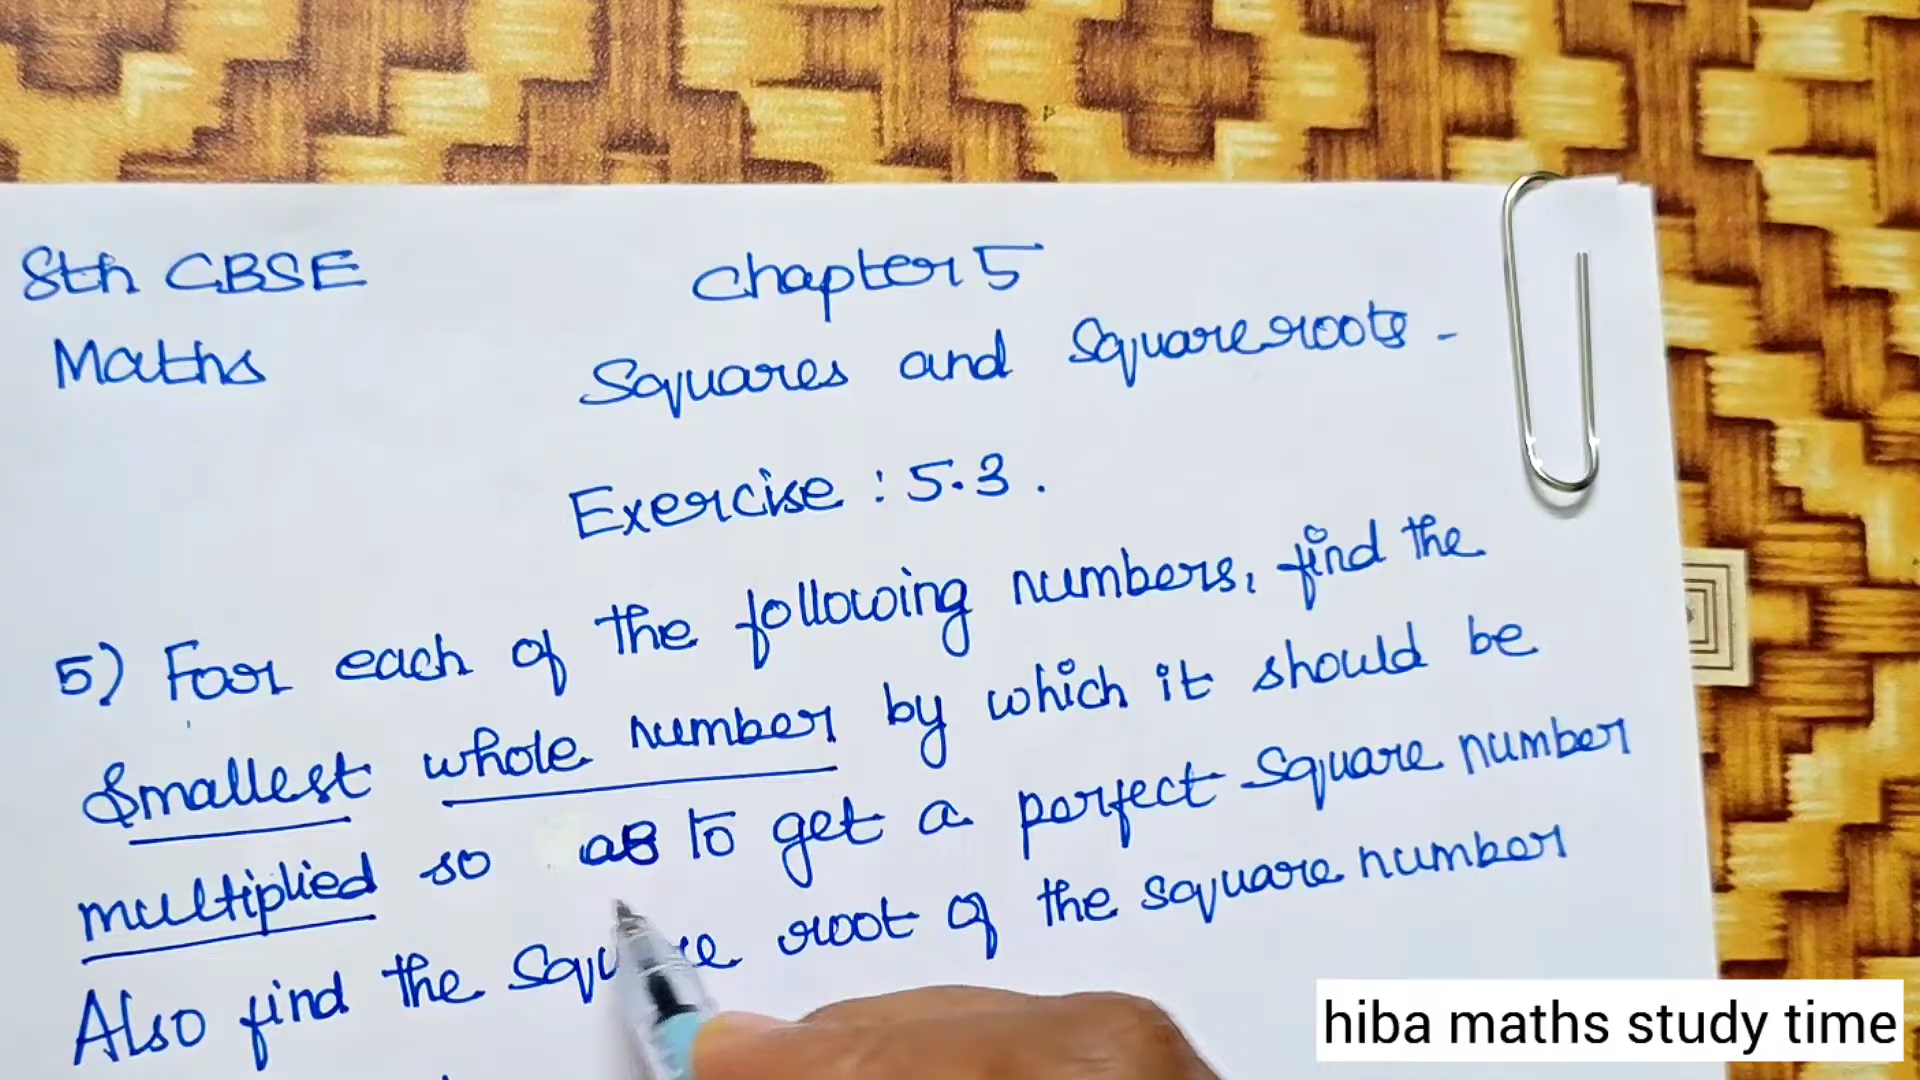 8th CBSE
Maths
Chapter 5
Squares and Squareroots -
Exercise : 5.3 .
5) For each of the following numbers, find the
Smallest whole number by which it should be
multiplied so as to get a perfect square number
Also find the square root of the square number
hiba maths study time